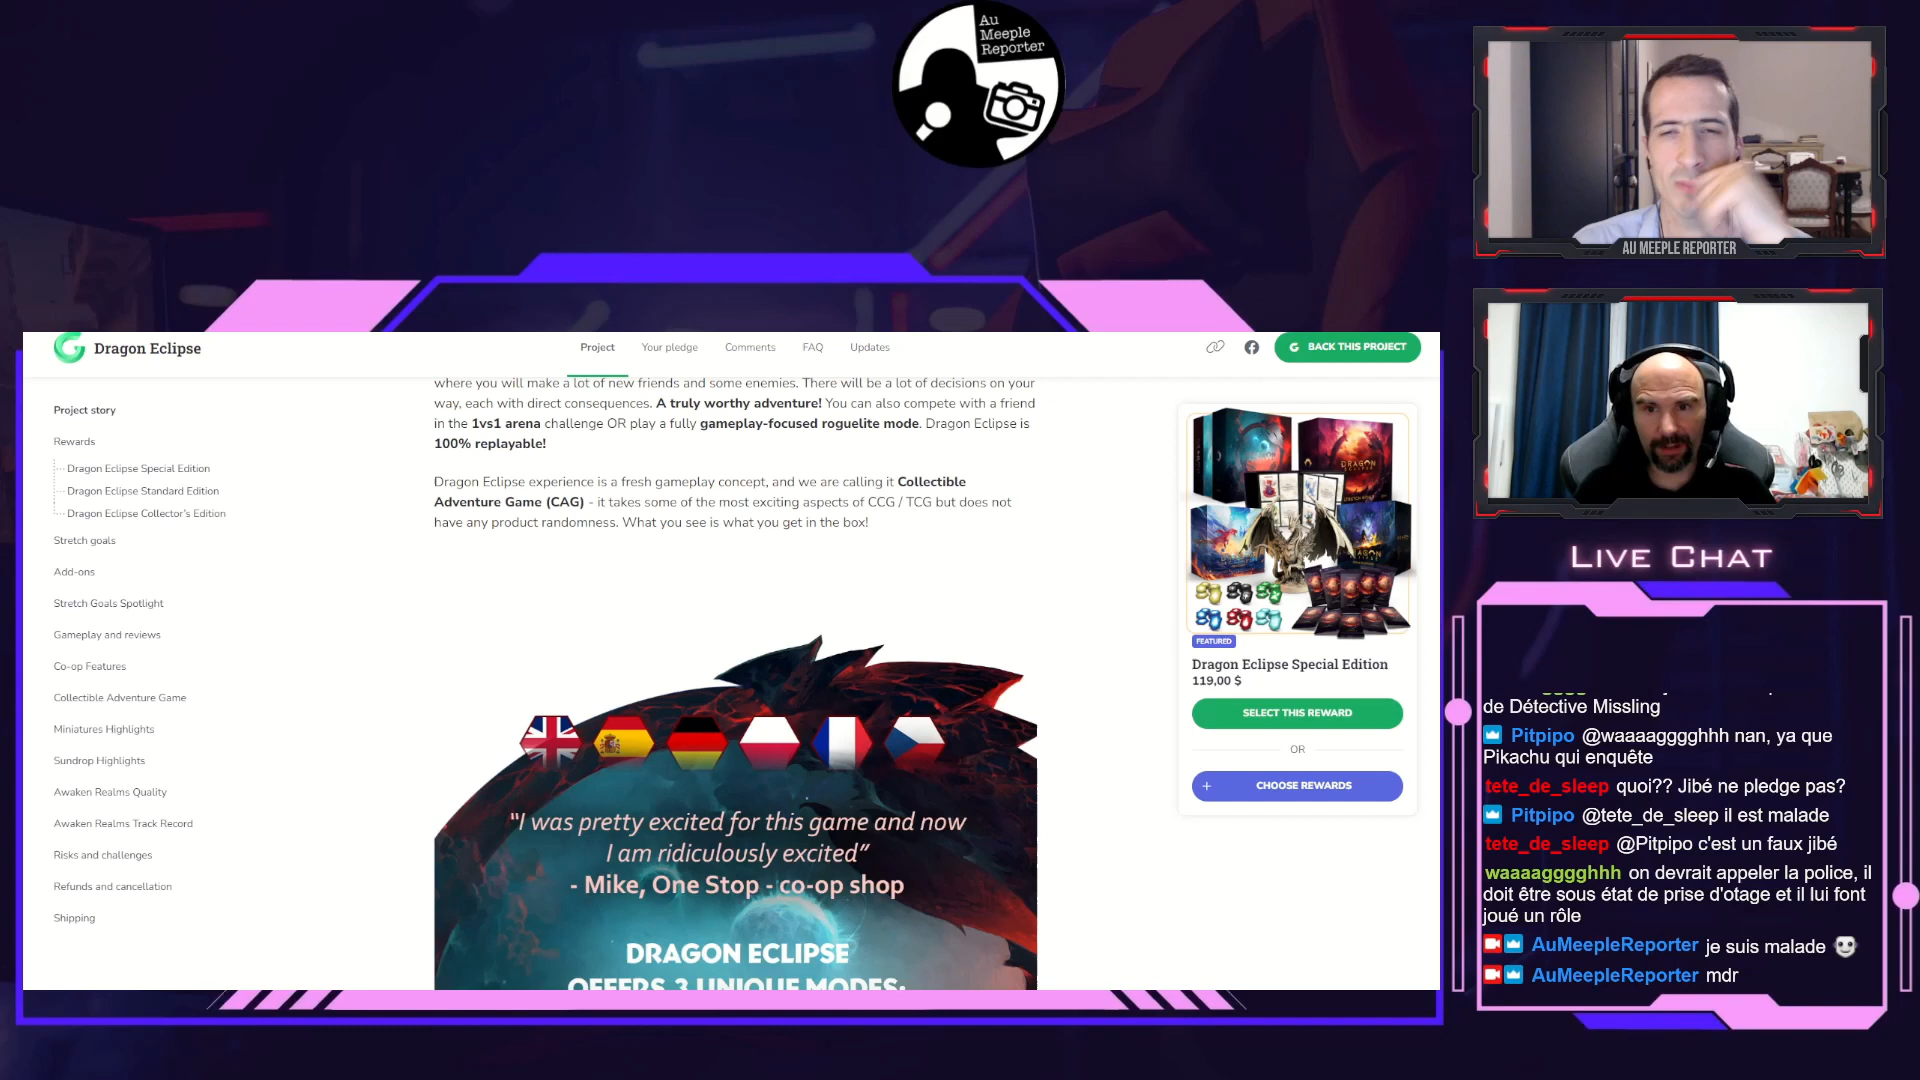 Au
Meeple
Reporter
AU MEEPLE REPORTER
Dragon Eclipse
Project
Your pledge
Comments
FAQ
Updates
BACK THIS PROJECT
Project story
Rewards
Dragon Eclipse Special Edition
Dragon Eclipse Standard Edition
Dragon Eclipse Collector's Edition
Stretch goals
Add-ons
Stretch Goals Spotlight
Gameplay and reviews
Co-op Features
Collectible Adventure Game
Miniatures Highlights
Sundrop Highlights
Awaken Realms Quality
Awaken Realms Track Record
Risks and challenges
Refunds and cancellation
Shipping
where you will make a lot of new friends and some enemies. There will be a lot of decisions on your
way, each with direct consequences. A truly worthy adventure! You can also compete with a friend
in the 1vs1 arena challenge OR play a fully gameplay-focused roguelite mode. Dragon Eclipse is
100% replayable!
Dragon Eclipse experience is a fresh gameplay concept, and we are calling it Collectible
Adventure Game (CAG) - it takes some of the most exciting aspects of CCG / TCG but does not
have any product randomness. What you see is what you get in the box!
"I was pretty excited for this game and now
I am ridiculously excited"
- Mike, One Stop - co-op shop
DRAGON ECLIPSE
OFFERS 3 UNIQUE MODES:
DRAGON
FEATURED
Dragon Eclipse Special Edition
119,00 $
SELECT THIS REWARD
OR
+ CHOOSE REWARDS
LIVE CHAT
de Détective Missling
Pitpipo @waaaagggghhh nan, ya que
Pikachu qui enquête
tete_de_sleep quoi?? Jibé ne pledge pas?
Pitpipo @tete_de_sleep il est malade
tete_de_sleep @Pitpipo c'est un faux jibé
waaaagggghhh on devrait appeler la police, il
doit être sous état de prise d'otage et il lui font
joué un rôle
AuMeepleReporter je suis malade
AuMeepleReporter mdr